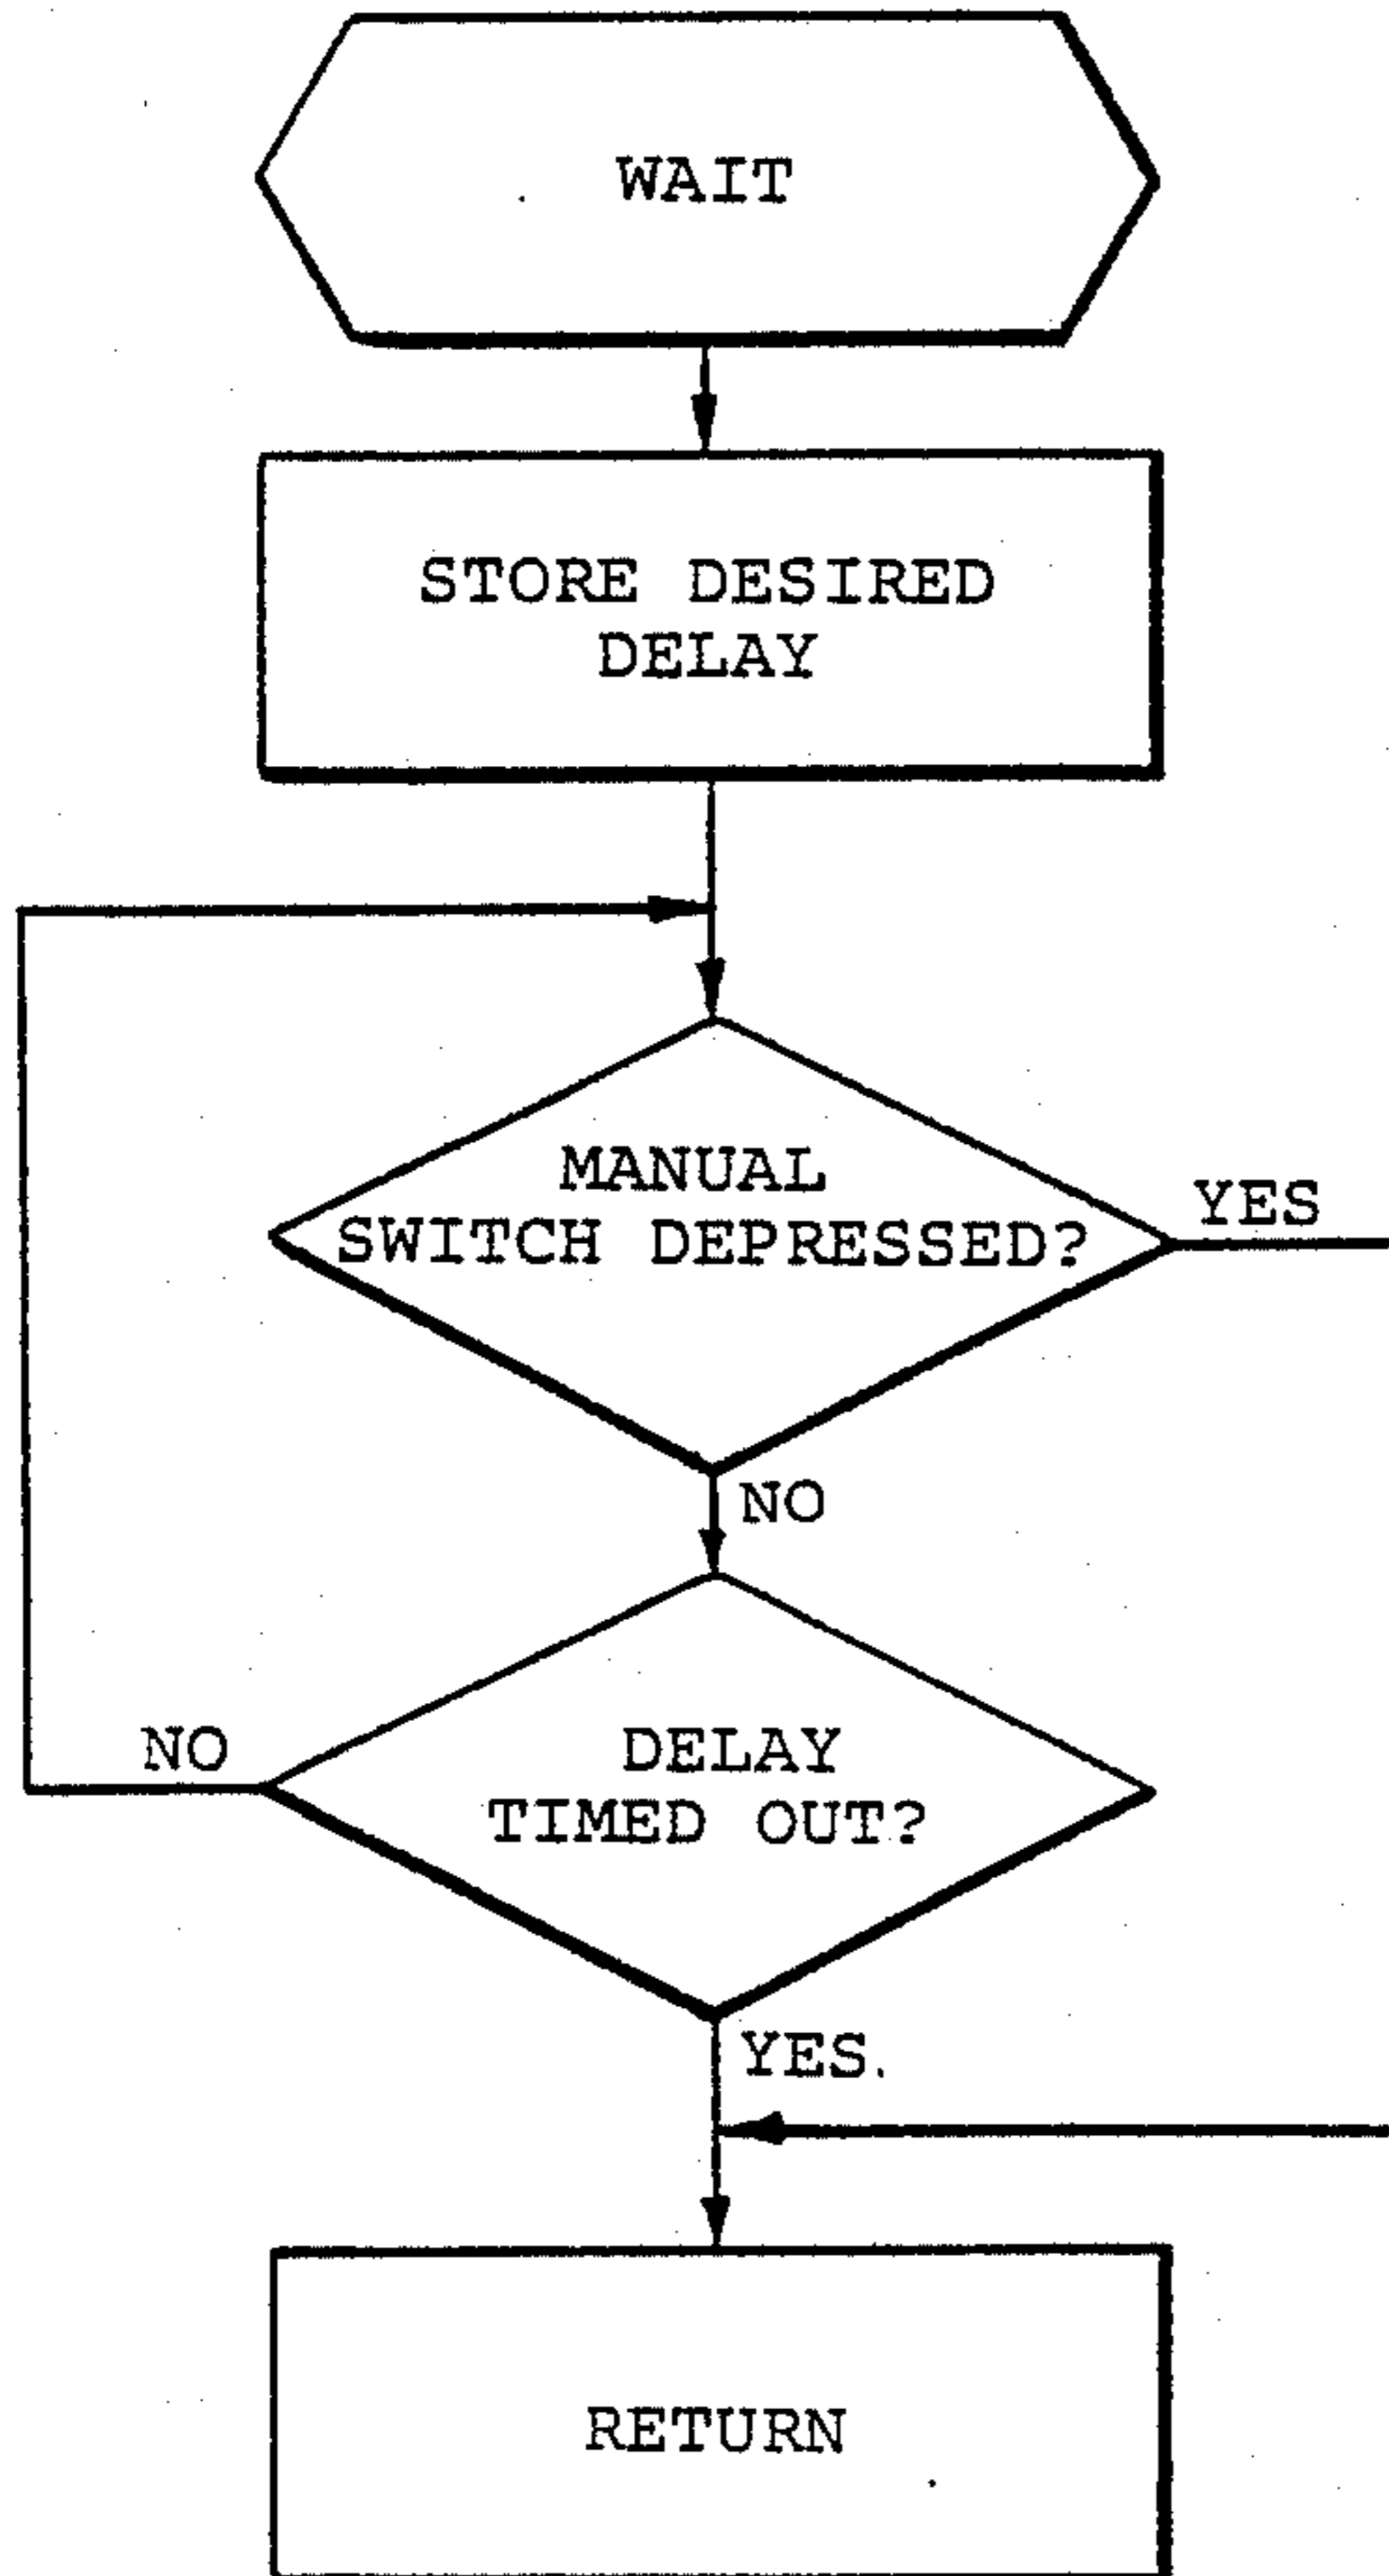 WAIT
STORE DESIRED
DELAY
MANUAL
SWITCH DEPRESSED?
YES
NO
DELAY
TIMED OUT?
NO
YES.
RETURN